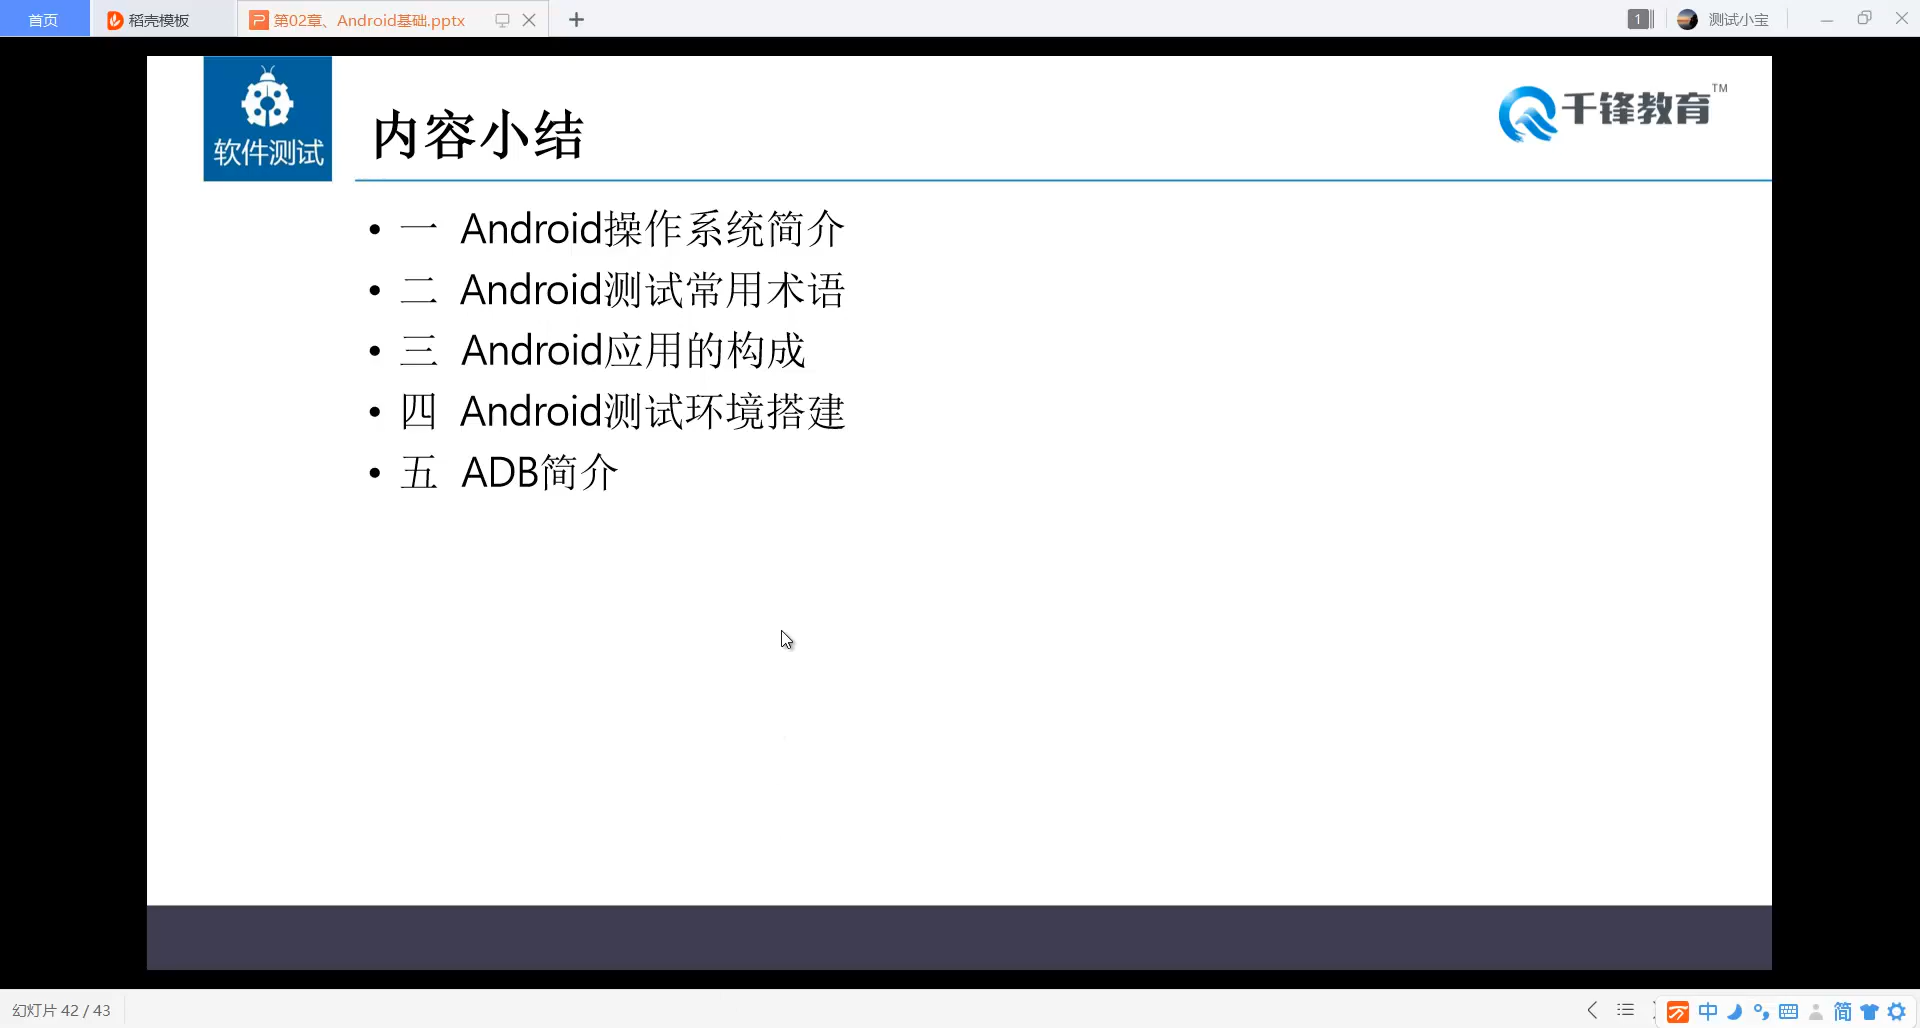 首页 稻壳模板 第02章、Android基础.pptx 1 测试小宝
软件测试
内容小结
千锋教育™
• 一 Android操作系统简介
• 二 Android测试常用术语
• 三 Android应用的构成
• 四 Android测试环境搭建
• 五 ADB简介
幻灯片 42 / 43 中 简